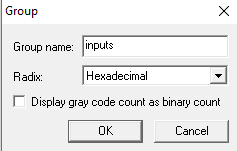 Group
Group name: inputs
Radix: Hexadecimal
Display gray code count as binary count
OK Cancel